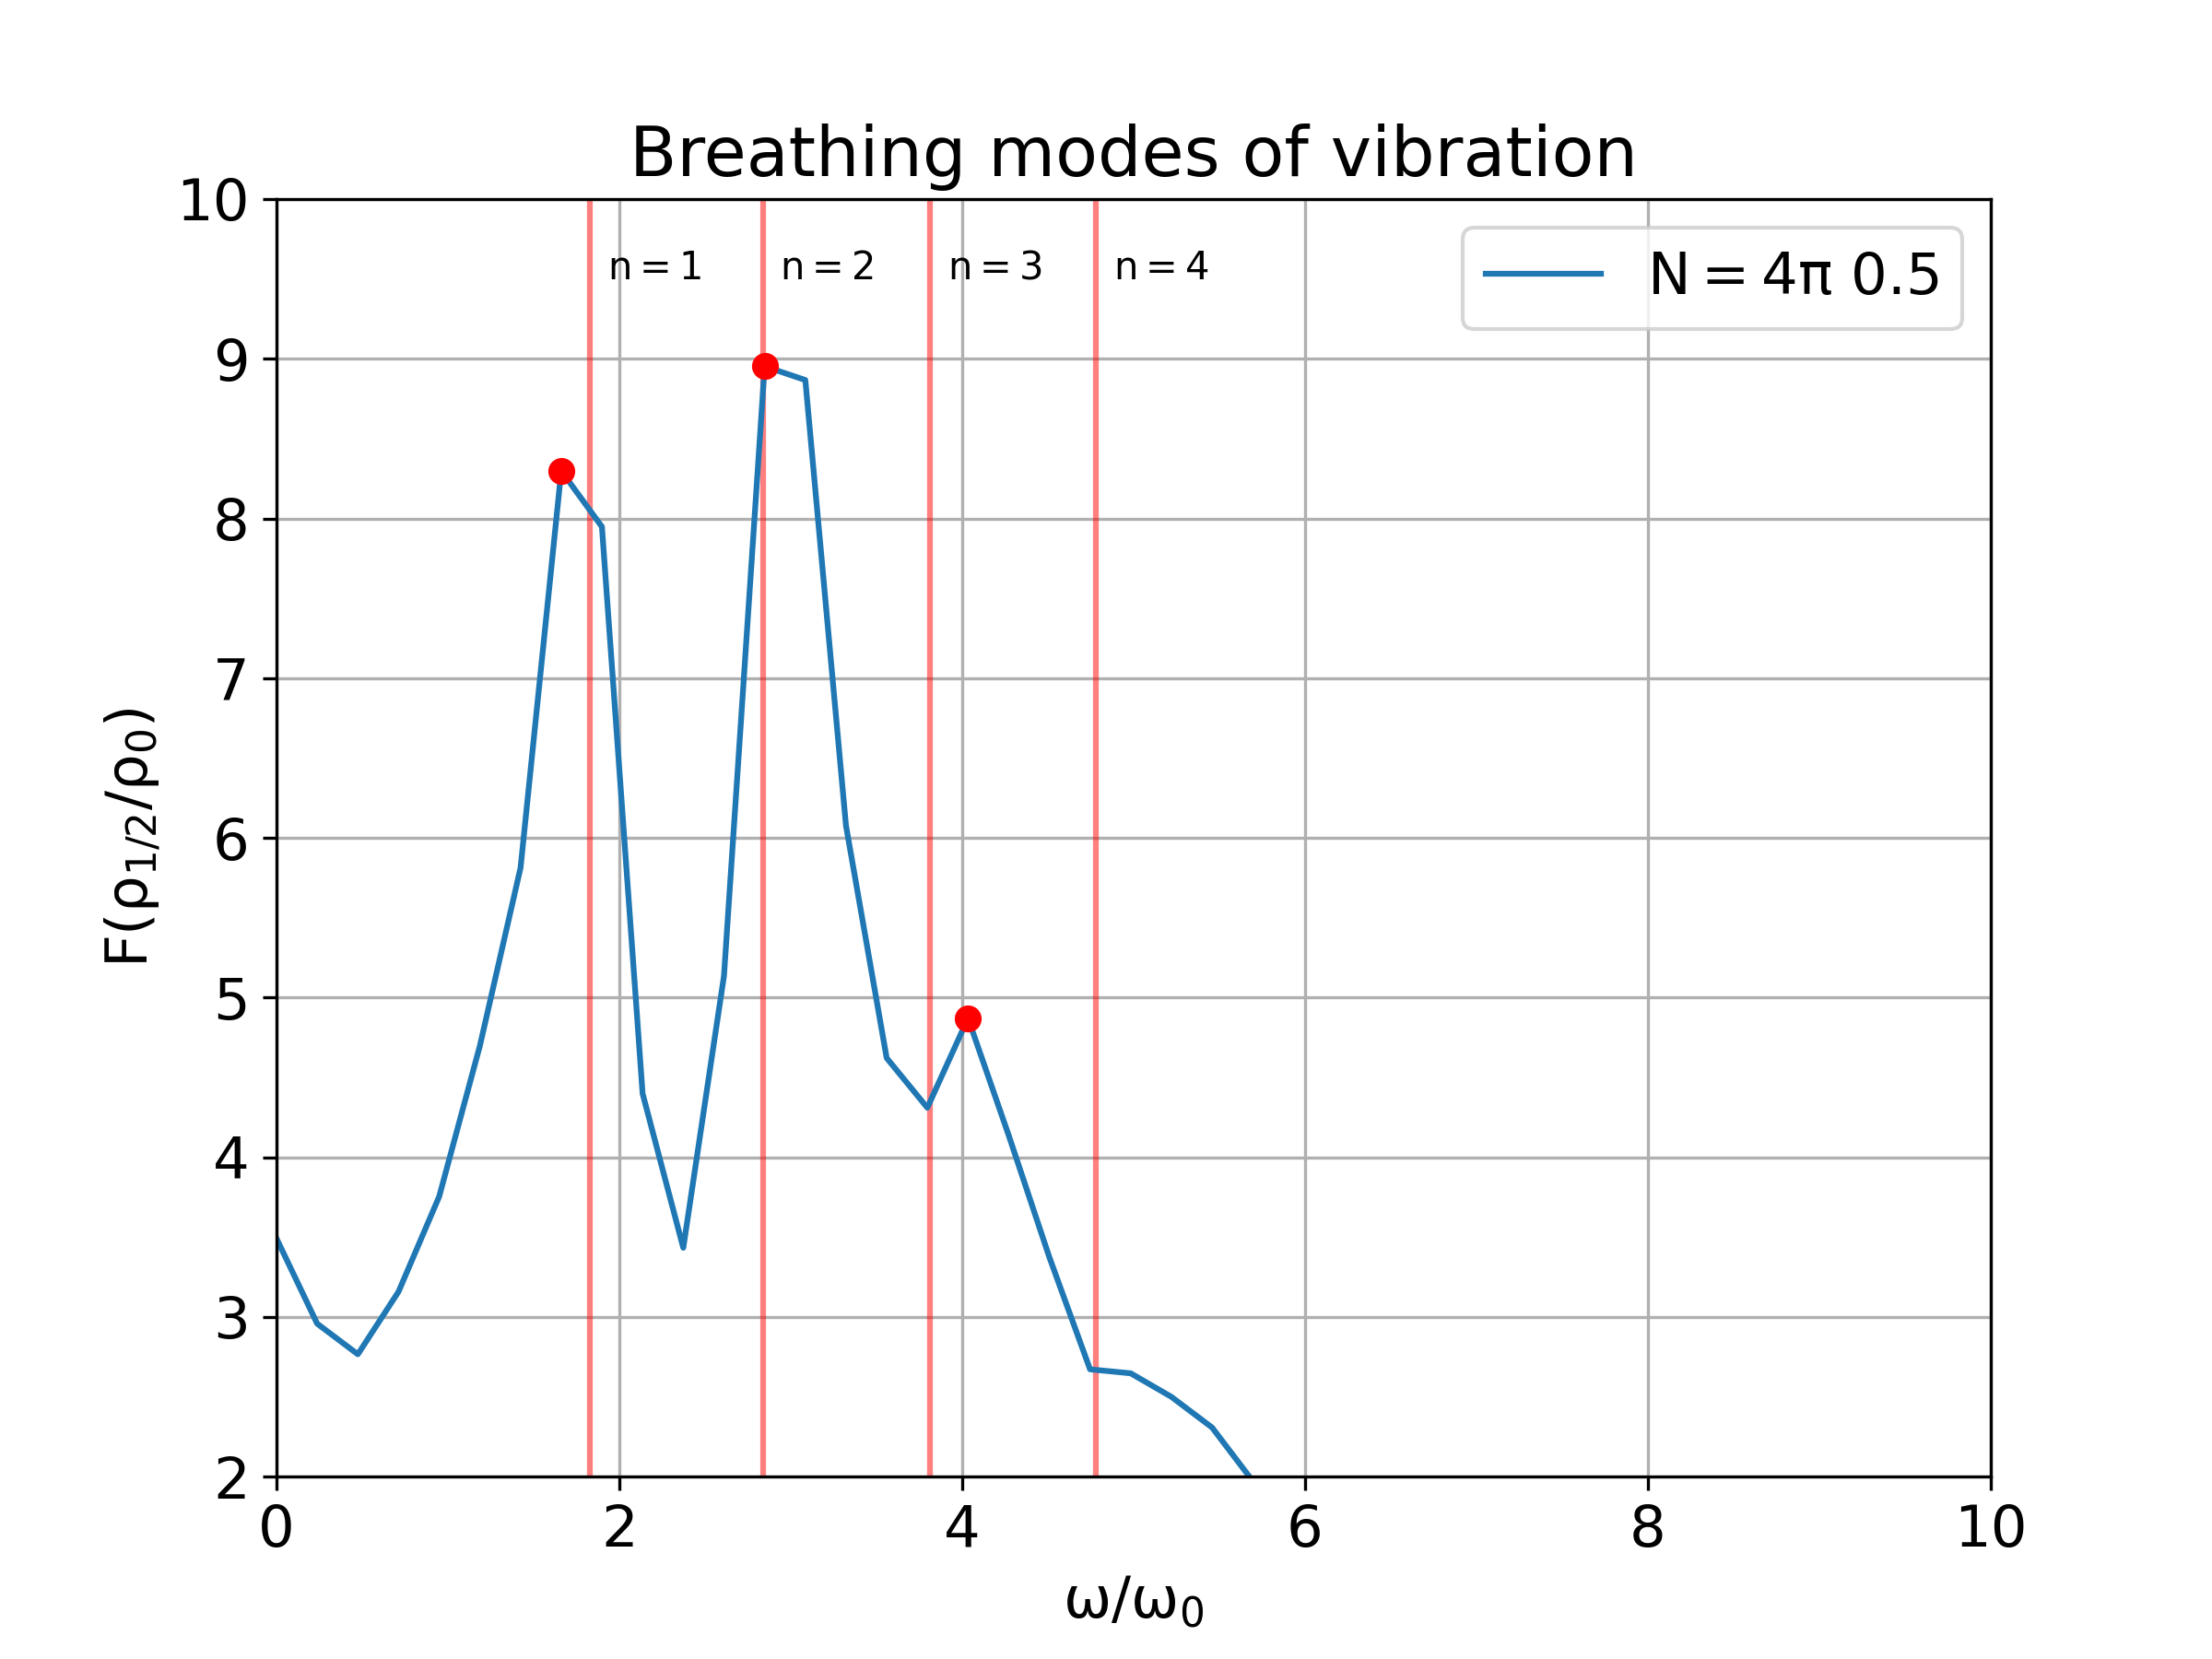 Breathing modes of vibration
10
9
8
7
6
5
4
3
2
F(ρ₁/₂/ρ₀)
n = 1
n = 2
n = 3
n = 4
N = 4π 0.5
0 2 4 6 8 10
ω/ω₀